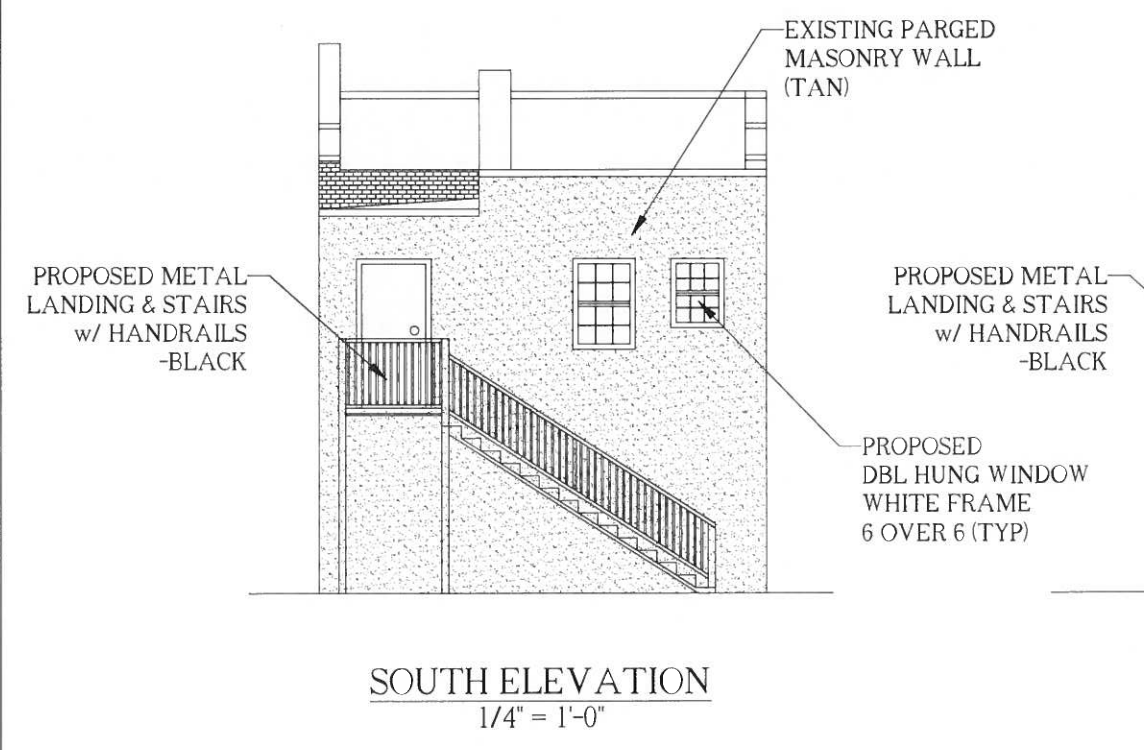 EXISTING PARGED
MASONRY WALL
(TAN)
PROPOSED METAL
LANDING & STAIRS
w/ HANDRAILS
-BLACK
PROPOSED METAL
LANDING & STAIRS
w/ HANDRAILS
-BLACK
PROPOSED
DBL HUNG WINDOW
WHITE FRAME
6 OVER 6 (TYP)
SOUTH ELEVATION
1/4" = 1'-0"